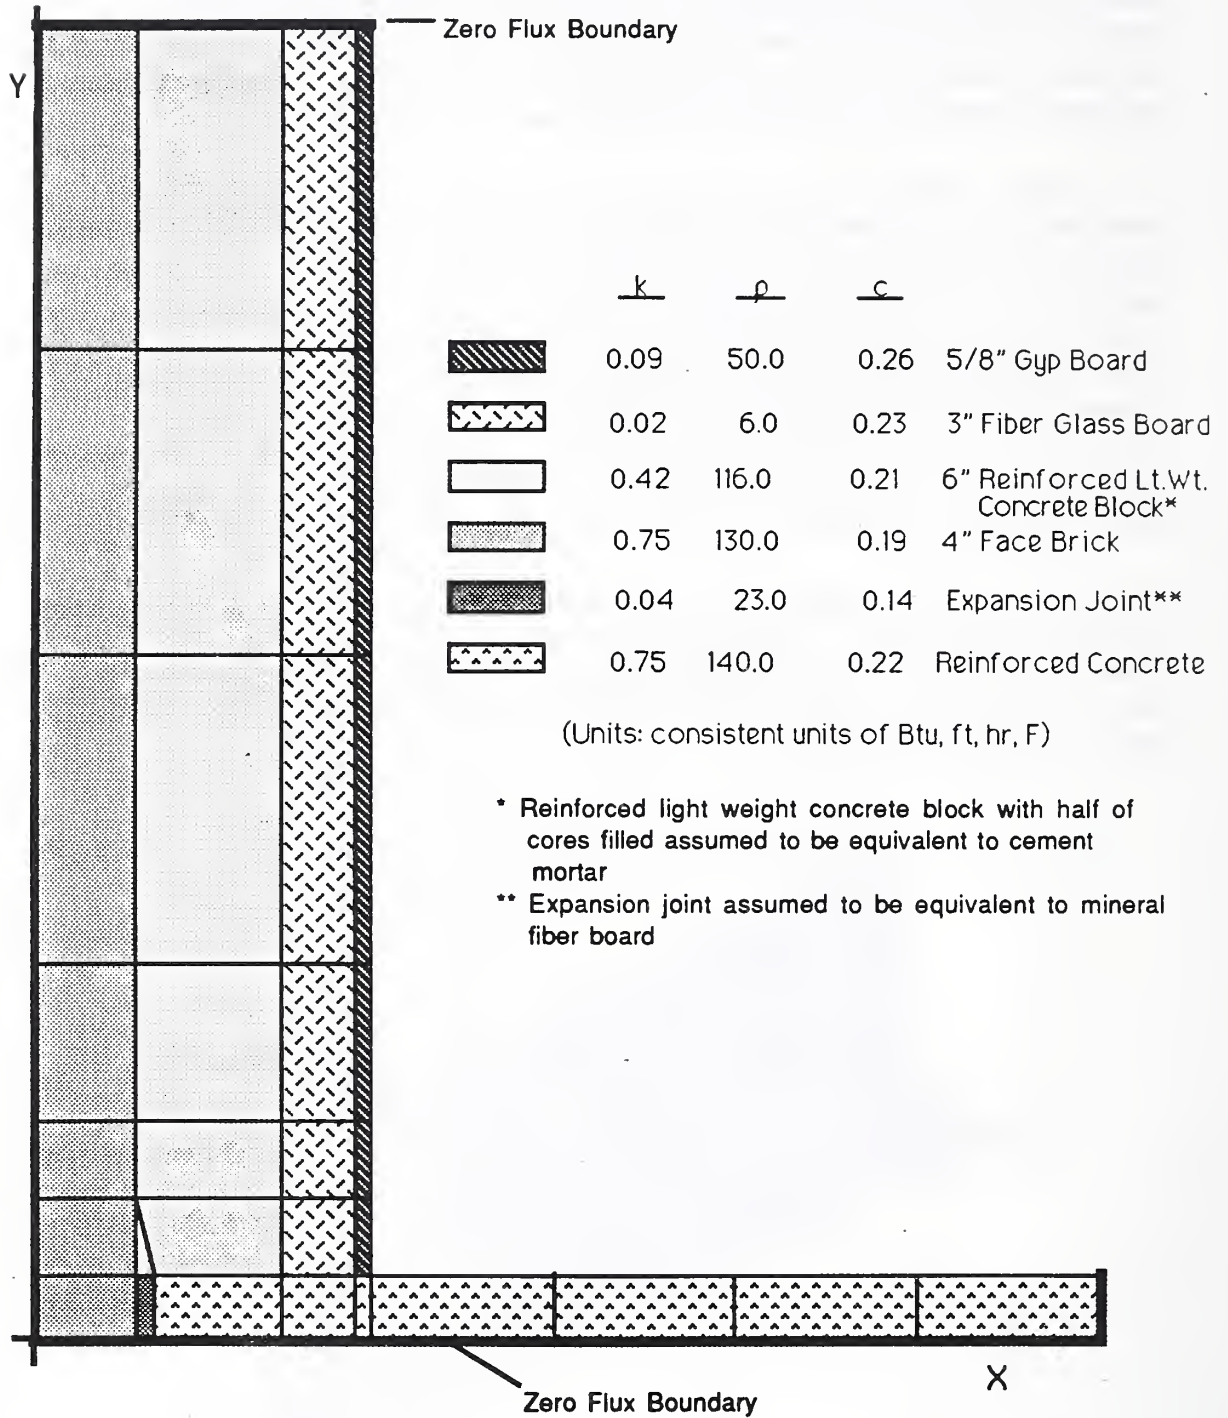 Zero Flux Boundary
Y
k ρ c
0.09 50.0 0.26 5/8" Gyp Board
0.02 6.0 0.23 3" Fiber Glass Board
0.42 116.0 0.21 6" Reinforced Lt.Wt.
Concrete Block*
0.75 130.0 0.19 4" Face Brick
0.04 23.0 0.14 Expansion Joint**
0.75 140.0 0.22 Reinforced Concrete
(Units: consistent units of Btu, ft, hr, F)
* Reinforced light weight concrete block with half of
cores filled assumed to be equivalent to cement
mortar
** Expansion joint assumed to be equivalent to mineral
fiber board
X
Zero Flux Boundary